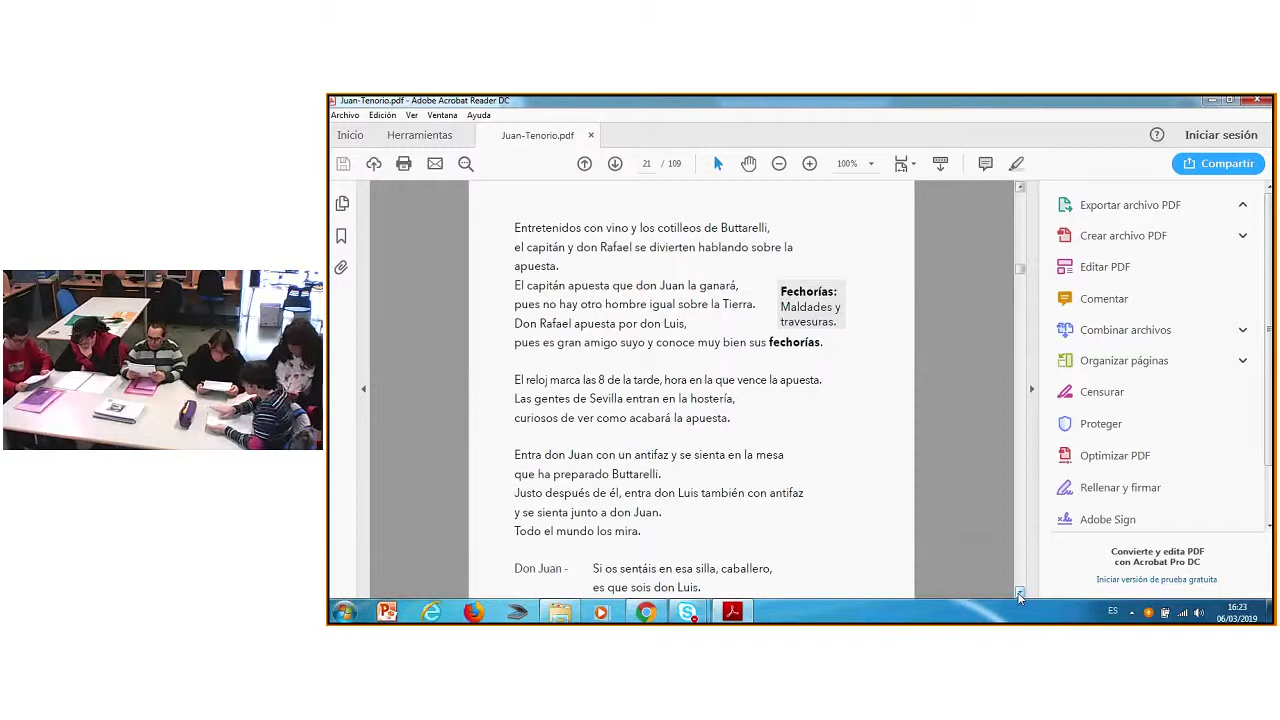 Juan-Tenorio.pdf - Adobe Acrobat Reader DC
Archivo Edición Ver Ventana Ayuda
Inicio Herramientas Juan-Tenorio.pdf × Iniciar sesión
21 / 109 100% Compartir
Entretenidos con vino y los cotilleos de Buttarelli,
el capitán y don Rafael se divierten hablando sobre la
apuesta.
El capitán apuesta que don Juan la ganará,
pues no hay otro hombre igual sobre la Tierra.
Don Rafael apuesta por don Luis,
pues es gran amigo suyo y conoce muy bien sus fechorías.
Fechorías:
Maldades y
travesuras.
El reloj marca las 8 de la tarde, hora en la que vence la apuesta.
Las gentes de Sevilla entran en la hostería,
curiosos de ver como acabará la apuesta.
Entra don Juan con un antifaz y se sienta en la mesa
que ha preparado Buttarelli.
Justo después de él, entra don Luis también con antifaz
y se sienta junto a don Juan.
Todo el mundo los mira.
Don Juan - Si os sentáis en esa silla, caballero,
es que sois don Luis.
Exportar archivo PDF
Crear archivo PDF
Editar PDF
Comentar
Combinar archivos
Organizar páginas
Censurar
Proteger
Optimizar PDF
Rellenar y firmar
Adobe Sign
Convierte y edita PDF
con Acrobat Pro DC
Iniciar versión de prueba gratuita
ES
16:23
06/03/2019